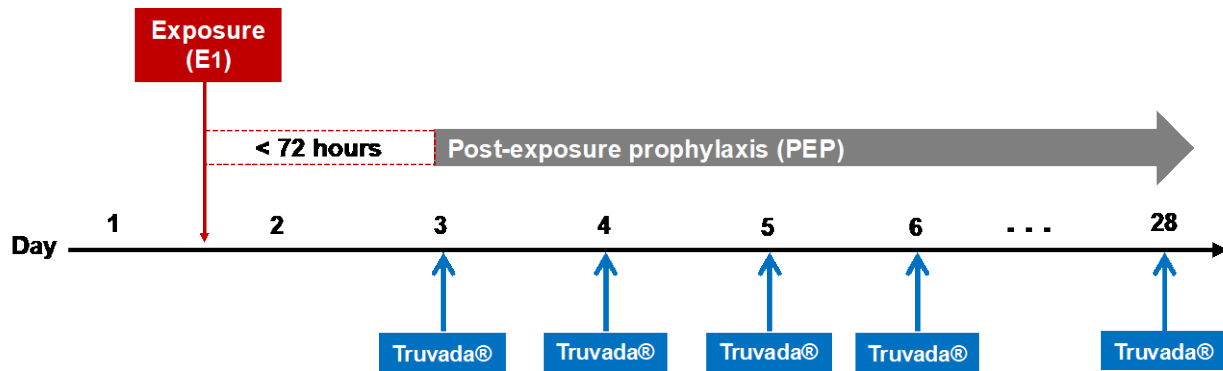 Exposure
(E1)
< 72 hours
Post-exposure prophylaxis (PEP)
1
2
3
4
5
6
- - -
28
Day
Truvada®
Truvada®
Truvada®
Truvada®
Truvada®